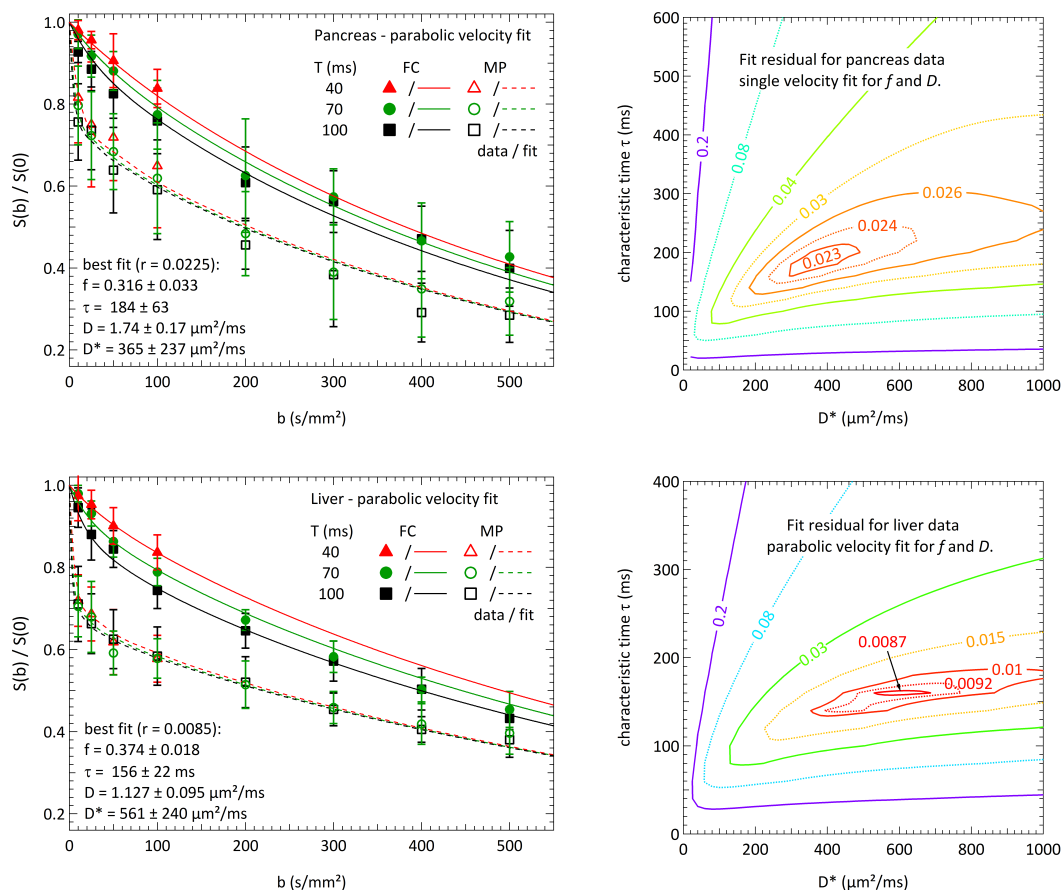 Pancreas - parabolic velocity fit
T (ms) FC MP
40 / /
70 / /
100 / /
data / fit
best fit (r = 0.0225):
f = 0.316 ± 0.033
τ = 184 ± 63
D = 1.74 ± 0.17 µm²/ms
D* = 365 ± 237 µm²/ms
1.0
0.8
0.6
0.4
0.2
S(b) / S(0)
0 100 200 300 400 500
b (s/mm²)
Fit residual for pancreas data
single velocity fit for f and D.
0.2
0.08
0.04
0.03
0.026
0.024
0.023
600
500
400
300
200
100
0
characteristic time τ (ms)
0 200 400 600 800 1000
D* (µm²/ms)
Liver - parabolic velocity fit
T (ms) FC MP
40 / /
70 / /
100 / /
data / fit
best fit (r = 0.0085):
f = 0.374 ± 0.018
τ = 156 ± 22 ms
D = 1.127 ± 0.095 µm²/ms
D* = 561 ± 240 µm²/ms
1.0
0.8
0.6
0.4
0.2
S(b) / S(0)
0 100 200 300 400 500
b (s/mm²)
Fit residual for liver data
parabolic velocity fit for f and D.
0.2
0.08
0.03
0.0087
0.015
0.01
0.0092
400
300
200
100
0
characteristic time τ (ms)
0 200 400 600 800 1000
D* (µm²/ms)